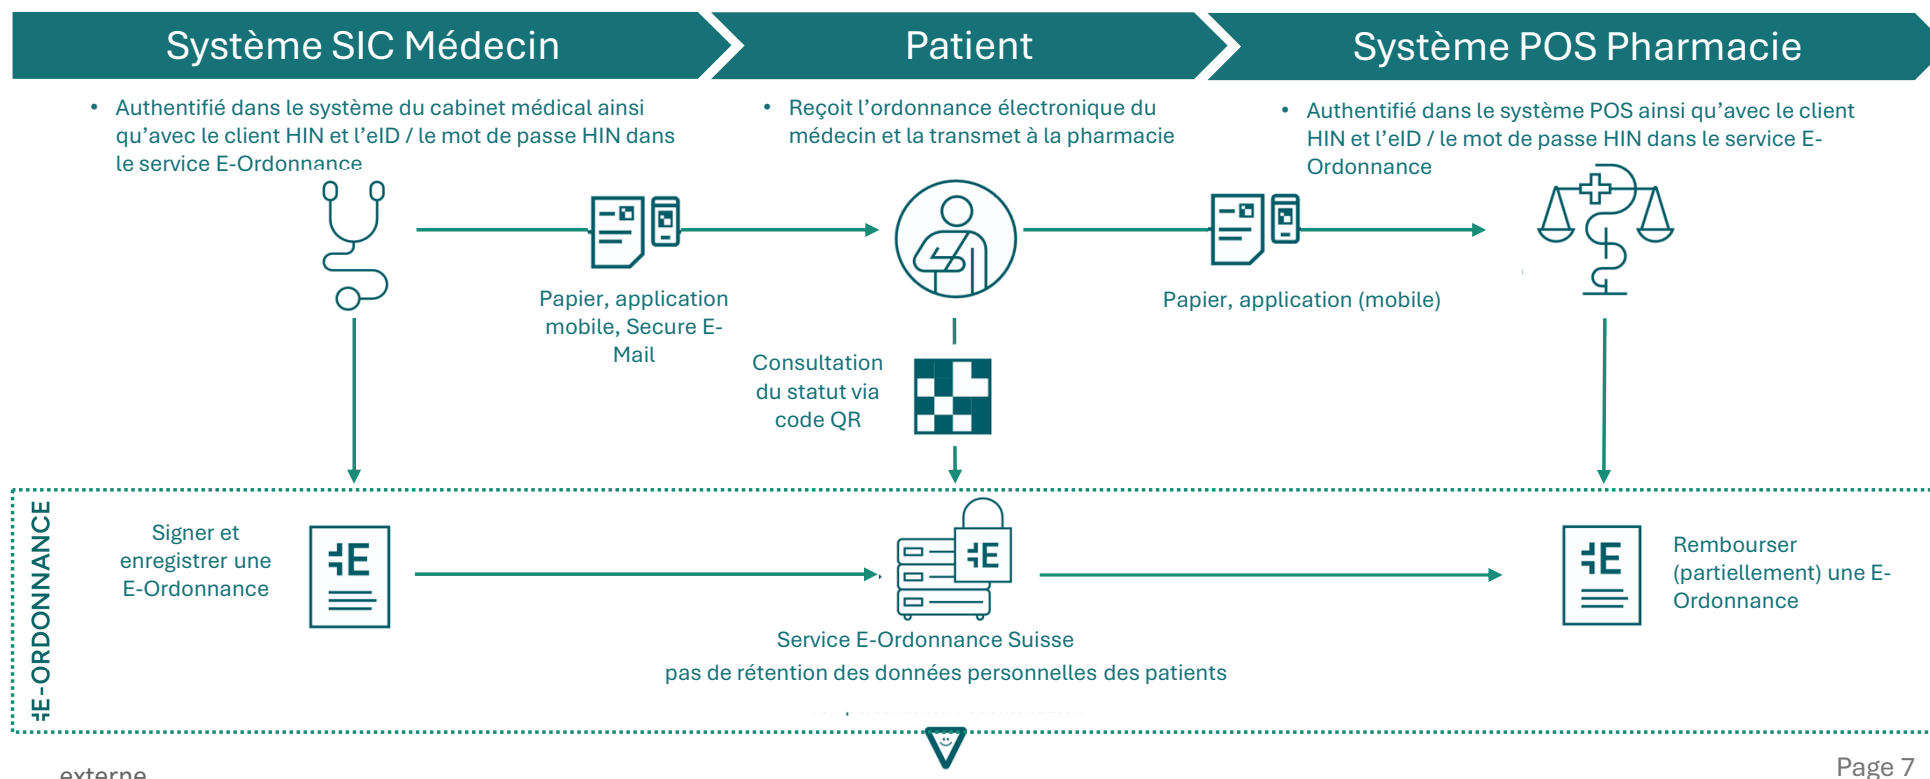 Système SIC Médecin
Patient
Système POS Pharmacie
• Authentifié dans le système du cabinet médical ainsi
qu’avec le client HIN et l’eID / le mot de passe HIN dans
le service E-Ordonnance
• Reçoit l’ordonnance électronique du
médecin et la transmet à la pharmacie
• Authentifié dans le système POS ainsi qu’avec le client
HIN et l’eID / le mot de passe HIN dans le service E-
Ordonnance
Papier, application
mobile, Secure E-
Mail
Papier, application (mobile)
Consultation
du statut via
code QR
E-ORDONNANCE
Signer et
enregistrer une
E-Ordonnance
E
E
E
Rembourser
(partiellement) une E-
Ordonnance
Service E-Ordonnance Suisse
pas de rétention des données personnelles des patients
externe
Page 7